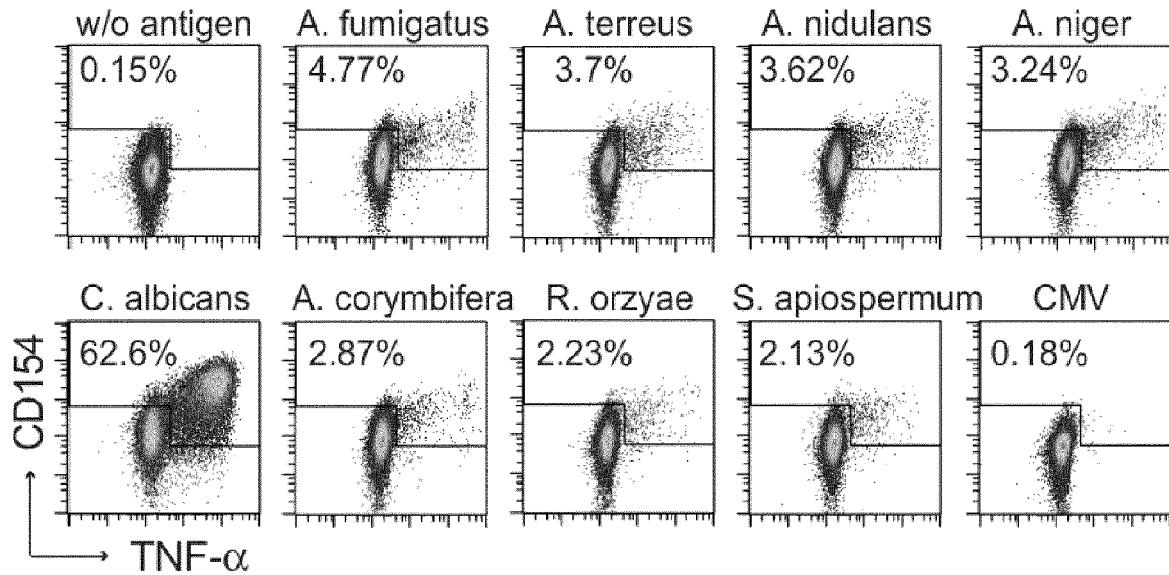 w/o antigen A. fumigatus A. terreus A. nidulans A. niger
0.15% 4.77% 3.7% 3.62% 3.24%
C. albicans A. corymbifera R. orzyae S. apiospermum CMV
62.6% 2.87% 2.23% 2.13% 0.18%
CD154
TNF-α